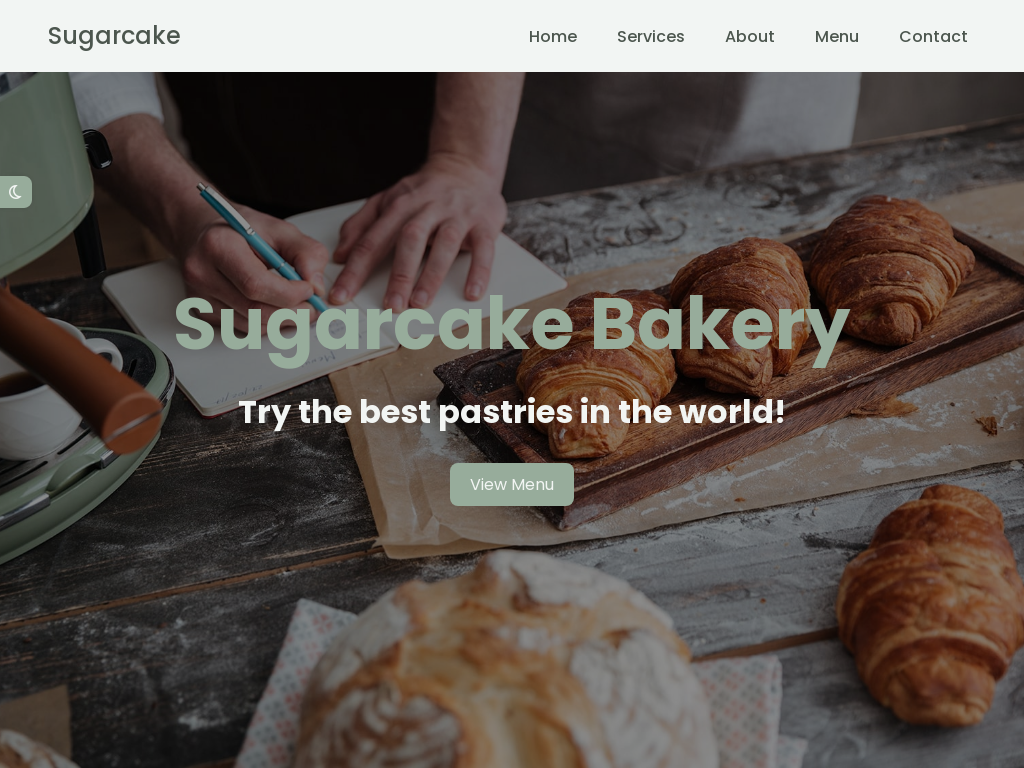 Sugarcake
Home Services About Menu Contact
Sugarcake Bakery
Try the best pastries in the world!
View Menu